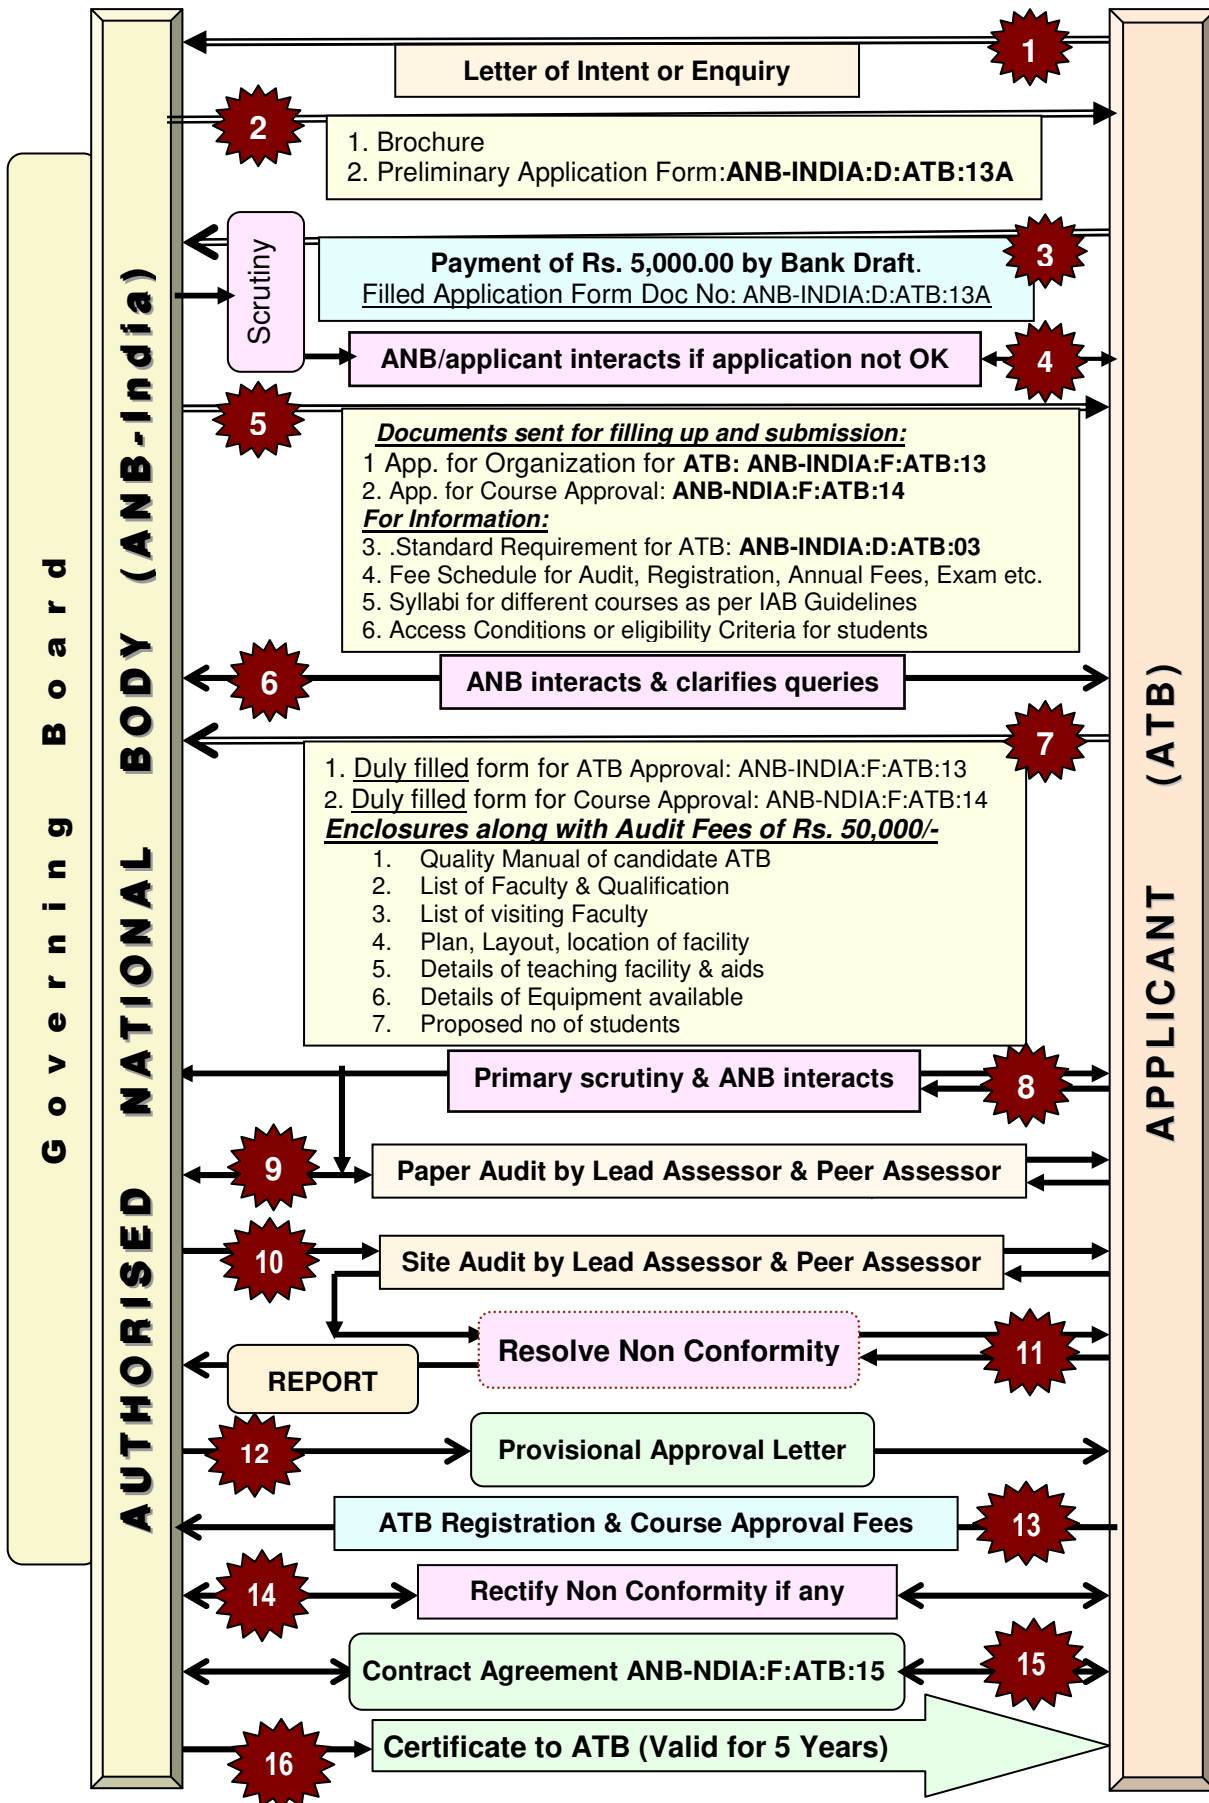 1
Letter of Intent or Enquiry
2
1. Brochure
2. Preliminary Application Form:ANB-INDIA:D:ATB:13A
3
Scrutiny
Payment of Rs. 5,000.00 by Bank Draft.
Filled Application Form Doc No: ANB-INDIA:D:ATB:13A
ANB/applicant interacts if application not OK
4
5
Documents sent for filling up and submission:
1 App. for Organization for ATB: ANB-INDIA:F:ATB:13
2. App. for Course Approval: ANB-NDIA:F:ATB:14
For Information:
3. .Standard Requirement for ATB: ANB-INDIA:D:ATB:03
4. Fee Schedule for Audit, Registration, Annual Fees, Exam etc.
5. Syllabi for different courses as per IAB Guidelines
6. Access Conditions or eligibility Criteria for students
6
ANB interacts & clarifies queries
7
1. Duly filled form for ATB Approval: ANB-INDIA:F:ATB:13
2. Duly filled form for Course Approval: ANB-NDIA:F:ATB:14
Enclosures along with Audit Fees of Rs. 50,000/-
1. Quality Manual of candidate ATB
2. List of Faculty & Qualification
3. List of visiting Faculty
4. Plan, Layout, location of facility
5. Details of teaching facility & aids
6. Details of Equipment available
7. Proposed no of students
Primary scrutiny & ANB interacts
8
9
Paper Audit by Lead Assessor & Peer Assessor
10
Site Audit by Lead Assessor & Peer Assessor
Resolve Non Conformity
11
REPORT
12
Provisional Approval Letter
ATB Registration & Course Approval Fees
13
14
Rectify Non Conformity if any
Contract Agreement ANB-NDIA:F:ATB:15
15
16
Certificate to ATB (Valid for 5 Years)
Governing Board
AUTHORISED NATIONAL BODY (ANB-India)
APPLICANT (ATB)